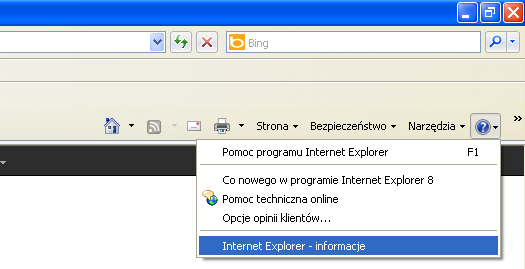 Bing
Strona Bezpieczeństwo Narzędzia
Pomoc programu Internet Explorer F1
Co nowego w programie Internet Explorer 8
Pomoc techniczna online
Opcje opinii klientów...
Internet Explorer - informacje